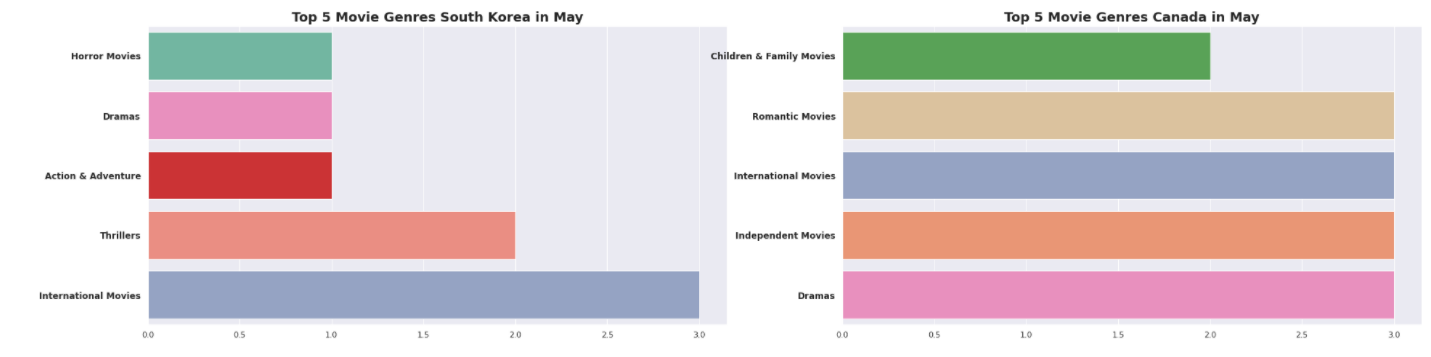 Top 5 Movie Genres South Korea in May
Horror Movies
Dramas
Action & Adventure
Thrillers
International Movies
0.0 0.5 1.0 1.5 2.0 2.5 3.0
Top 5 Movie Genres Canada in May
Children & Family Movies
Romantic Movies
International Movies
Independent Movies
Dramas
0.0 0.5 1.0 1.5 2.0 2.5 3.0